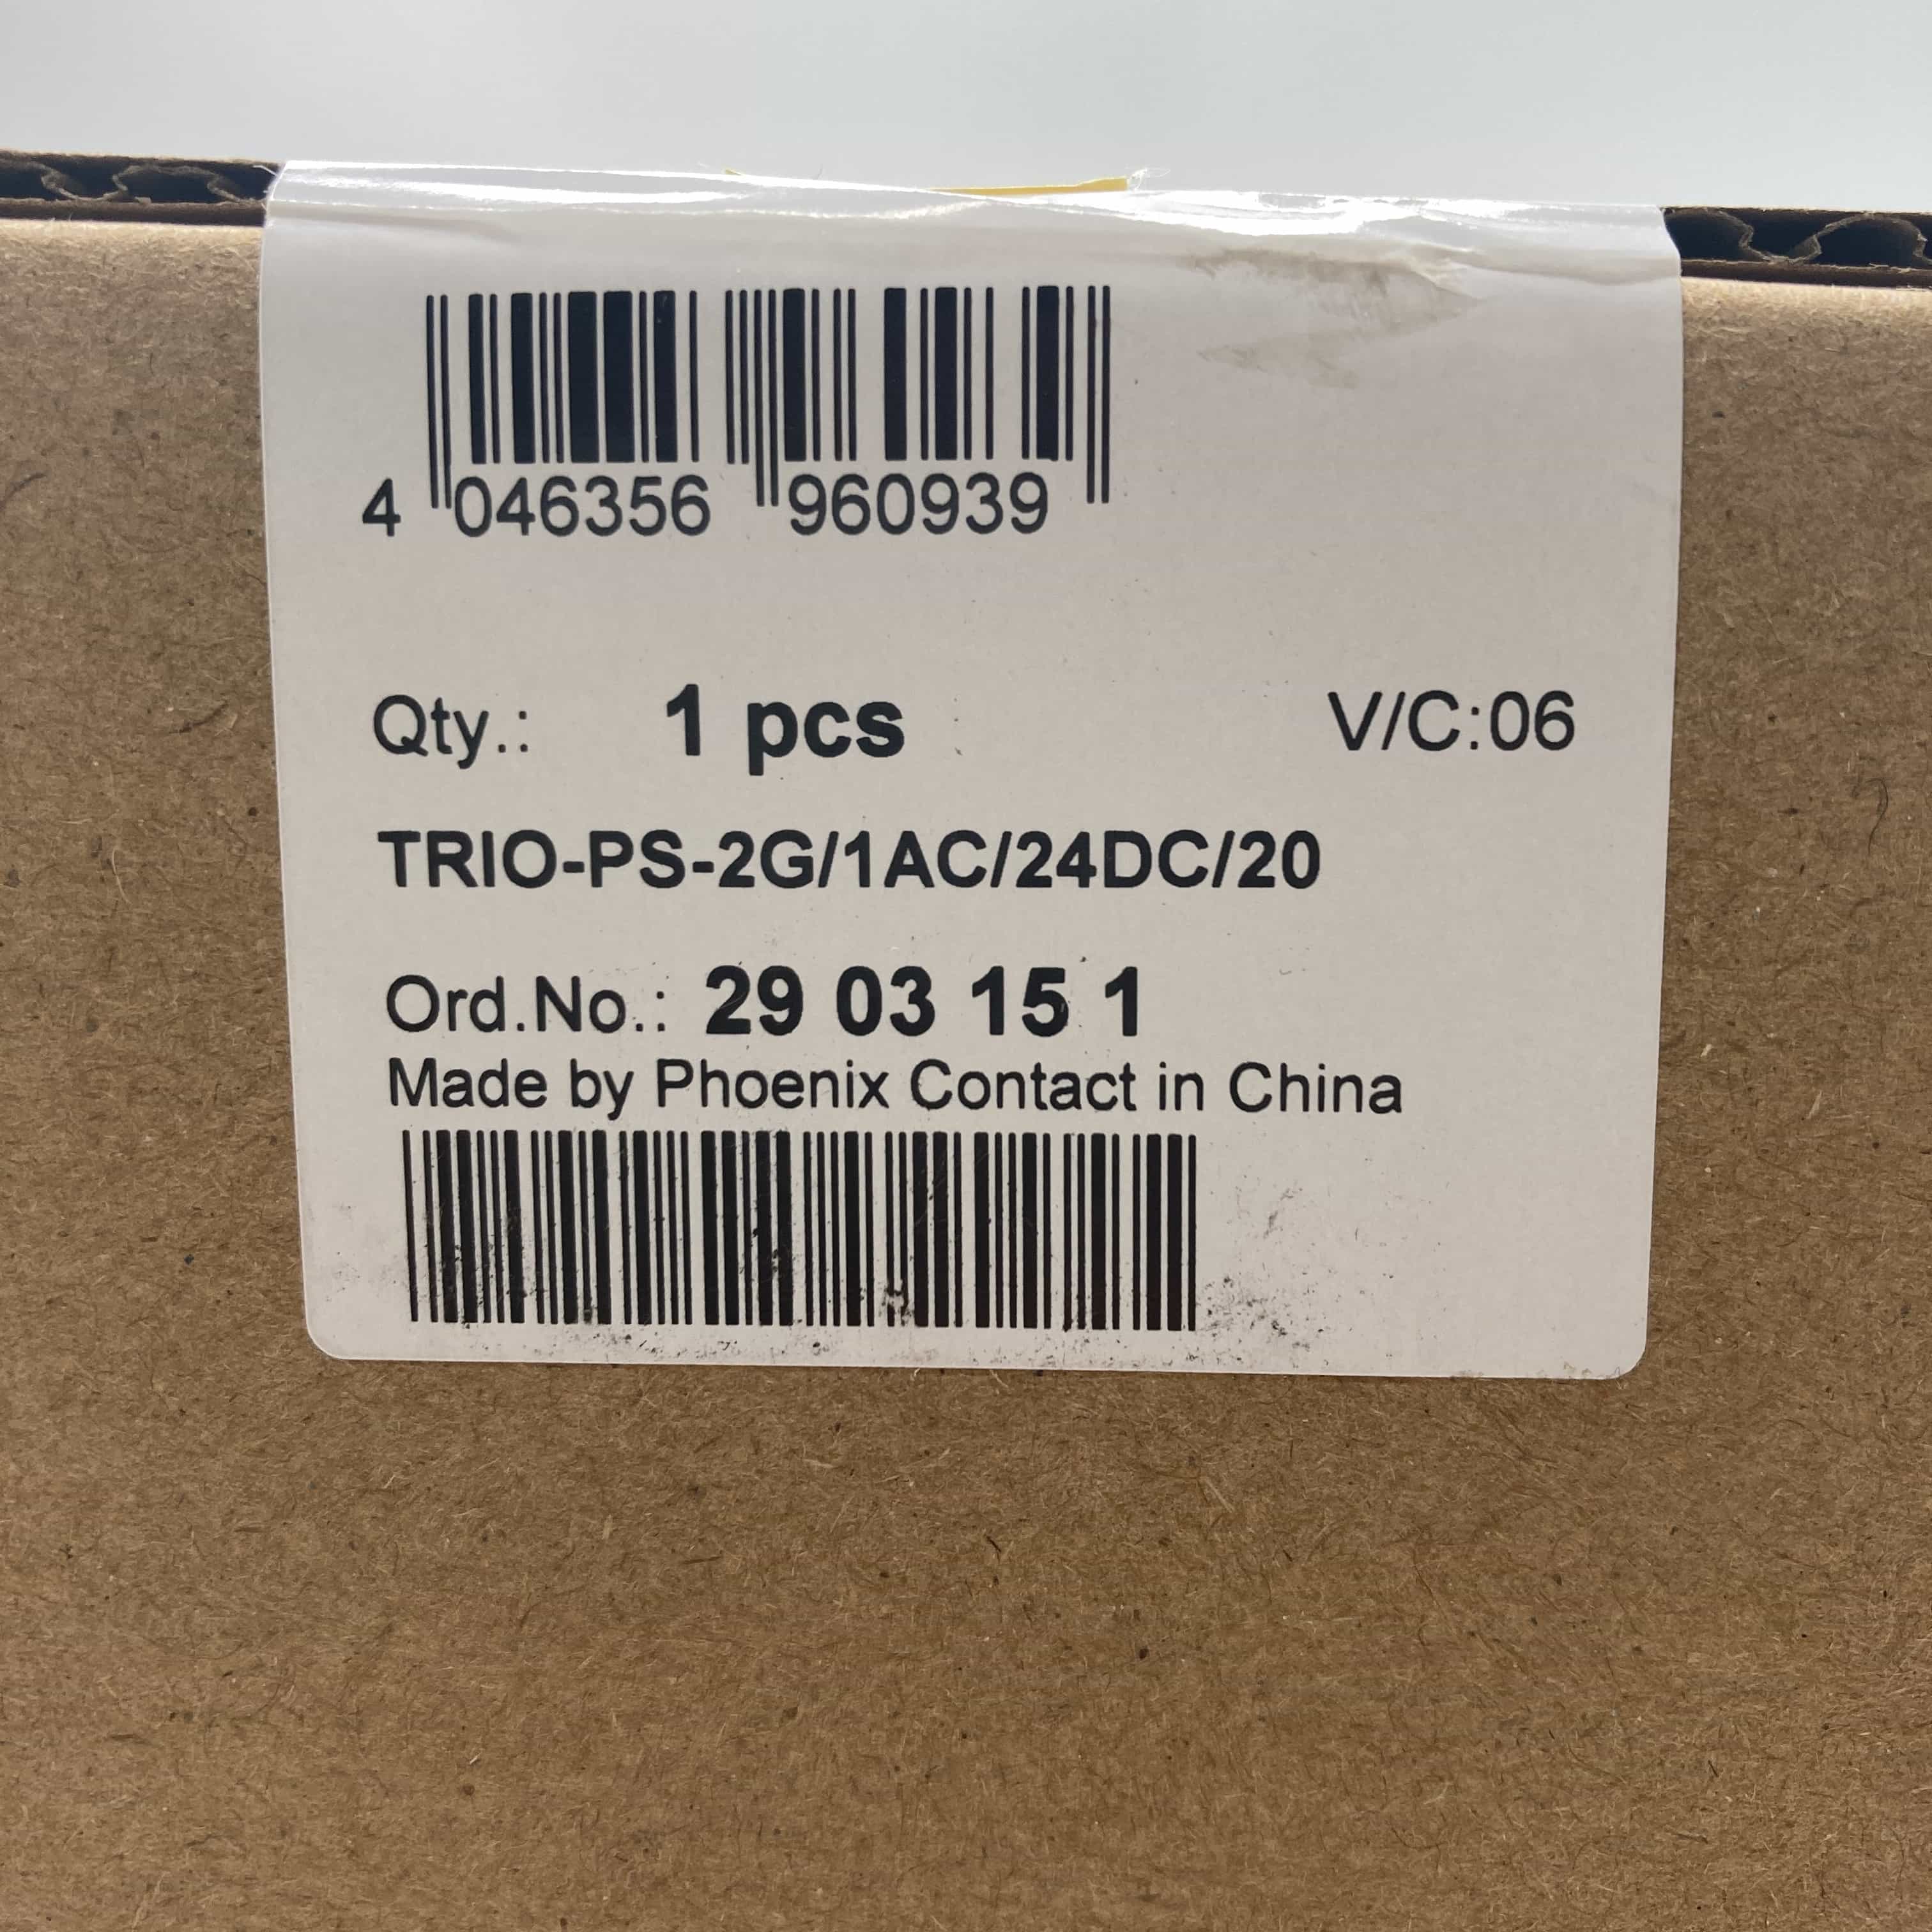 4 046356 960939
Qty.: 1 pcs V/C:06
TRIO-PS-2G/1AC/24DC/20
Ord.No.: 29 03 15 1
Made by Phoenix Contact in China